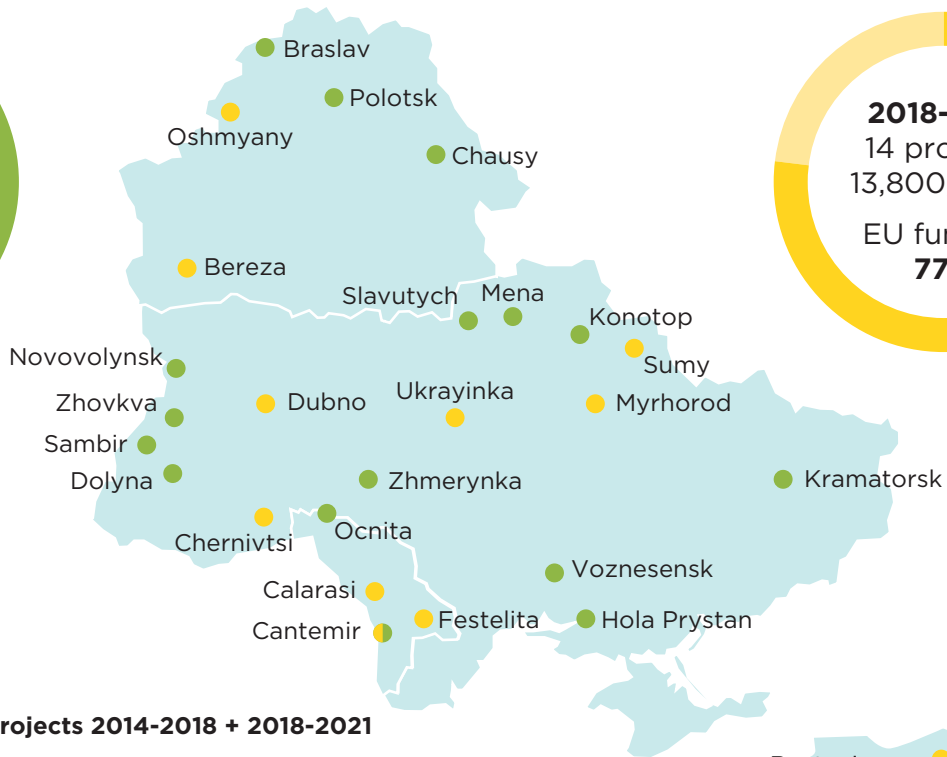 Braslav
Polotsk
Oshmyany
Chausy
Bereza
2018-
14 pro
13,800
EU fu
77
Slavutych
Mena
Konotop
Sumy
Novovolynsk
Zhovkva
Sambir
Dolyna
Dubno
Ukrayinka
Myrhorod
Zhmerynka
Kramatorsk
Chernivtsi
Ocnita
Calarasi
Cantemir
Festelita
Voznesensk
Hola Prystan
rojects 2014-2018 + 2018-2021